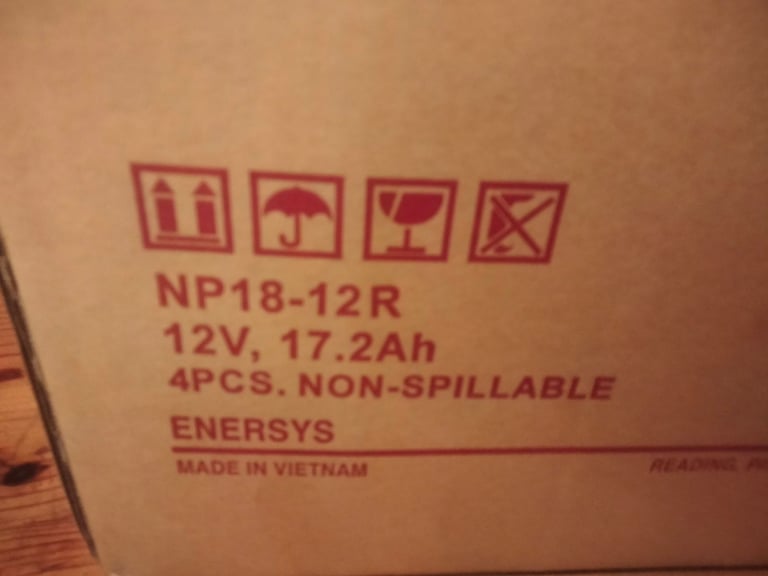 NP18-12R
12V, 17.2Ah
4PCS. NON-SPILLABLE
ENERSYS
MADE IN VIETNAM
READING,